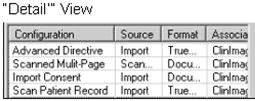 "Detail'" View
Configuration Source Format Associa
Advanced Directive Import True... ClinImag
Scanned Mulit-Page Scan... Docu... ClinImag
Import Consent Import Docu... ClinImag
Scan Patient Record Import True... ClinImag